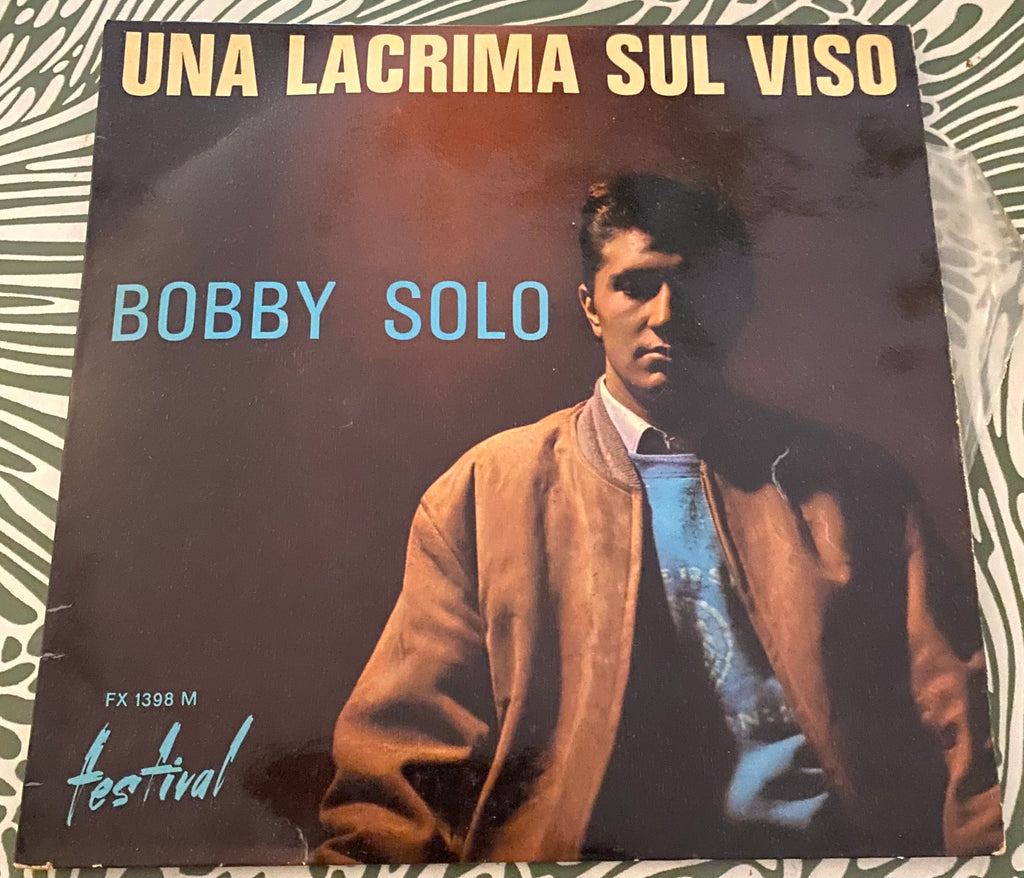 UNA LACRIMA SUL VISO
BOBBY SOLO
FX 1398 M
festival